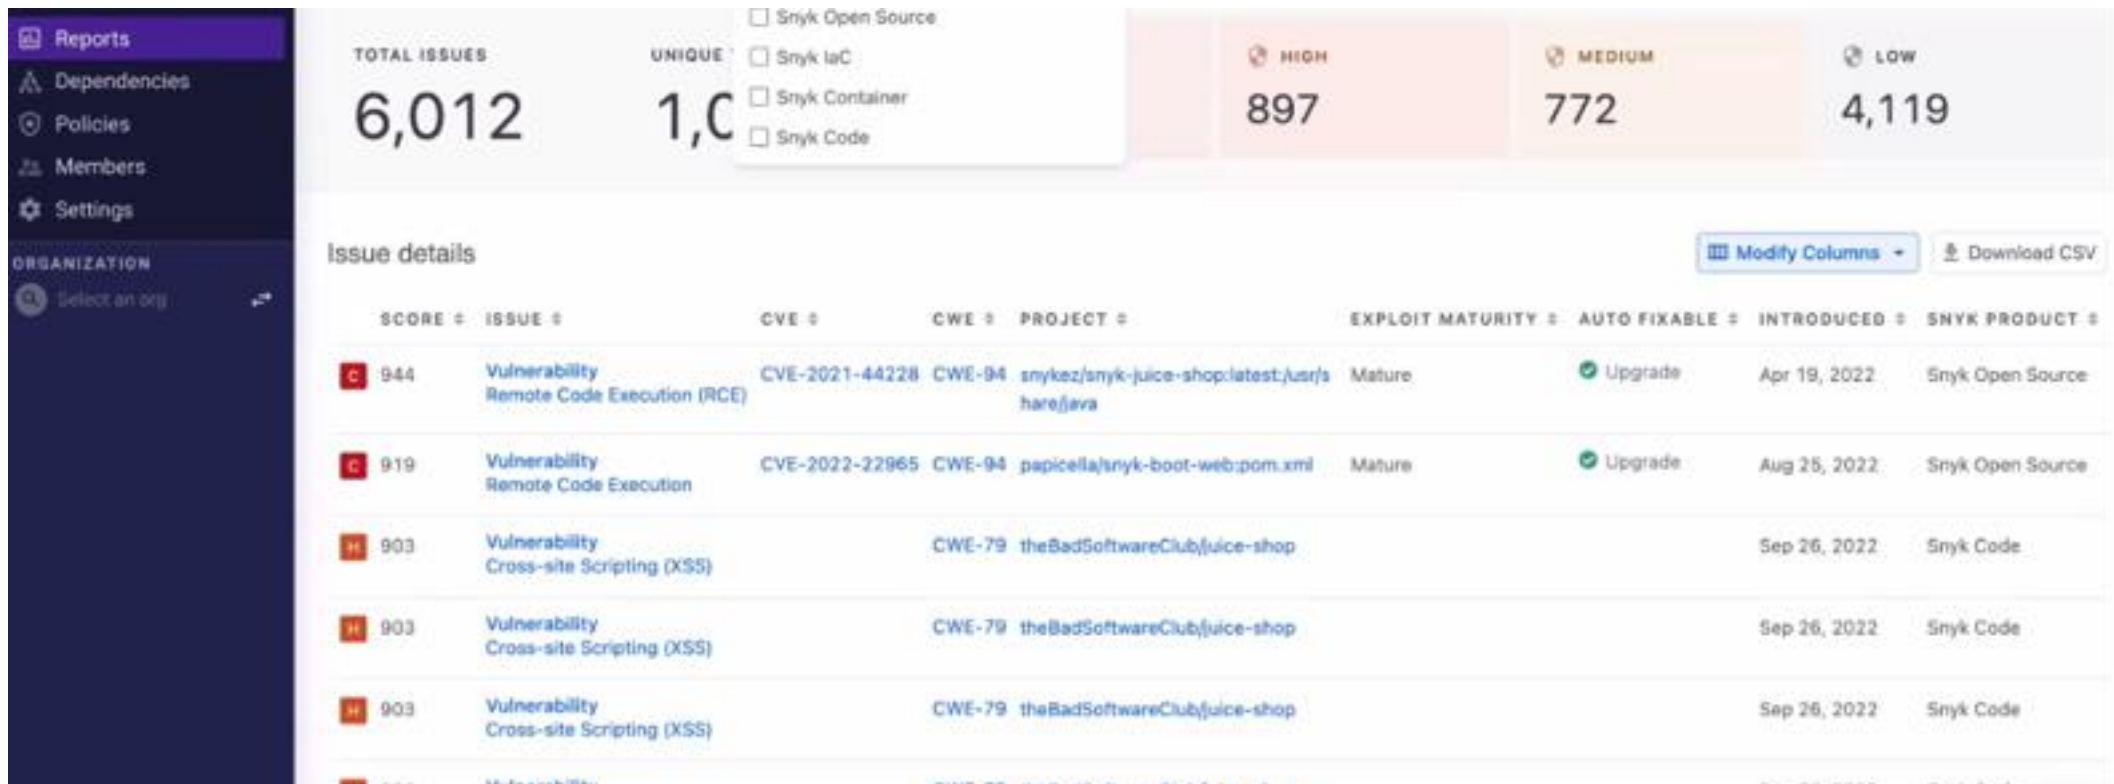 Reports
Dependencies
Policies
Members
Settings
ORGANIZATION
Select an org
Snyk Open Source
Snyk IaC
Snyk Container
Snyk Code
TOTAL ISSUES
6,012
UNIQUE
HIGH
897
MEDIUM
772
LOW
4,119
Issue details
Modify Columns
Download CSV
SCORE ISSUE CVE CWE PROJECT EXPLOIT MATURITY AUTO FIXABLE INTRODUCED SNYK PRODUCT
C 944 Vulnerability CVE-2021-44228 CWE-94 snykez/snyk-juice-shop:latest:/usr/s Mature Upgrade Apr 19, 2022 Snyk Open Source
Remote Code Execution (RCE) hare/java
C 919 Vulnerability CVE-2022-22965 CWE-94 papicella/snyk-boot-web:pom.xml Mature Upgrade Aug 25, 2022 Snyk Open Source
Remote Code Execution
H 903 Vulnerability CWE-79 theBadSoftwareClub/juice-shop Sep 26, 2022 Snyk Code
Cross-site Scripting (XSS)
H 903 Vulnerability CWE-79 theBadSoftwareClub/juice-shop Sep 26, 2022 Snyk Code
Cross-site Scripting (XSS)
H 903 Vulnerability CWE-79 theBadSoftwareClub/juice-shop Sep 26, 2022 Snyk Code
Cross-site Scripting (XSS)